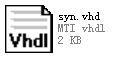 syn.vhd
MTI vhdl
2 KB
Vhdl